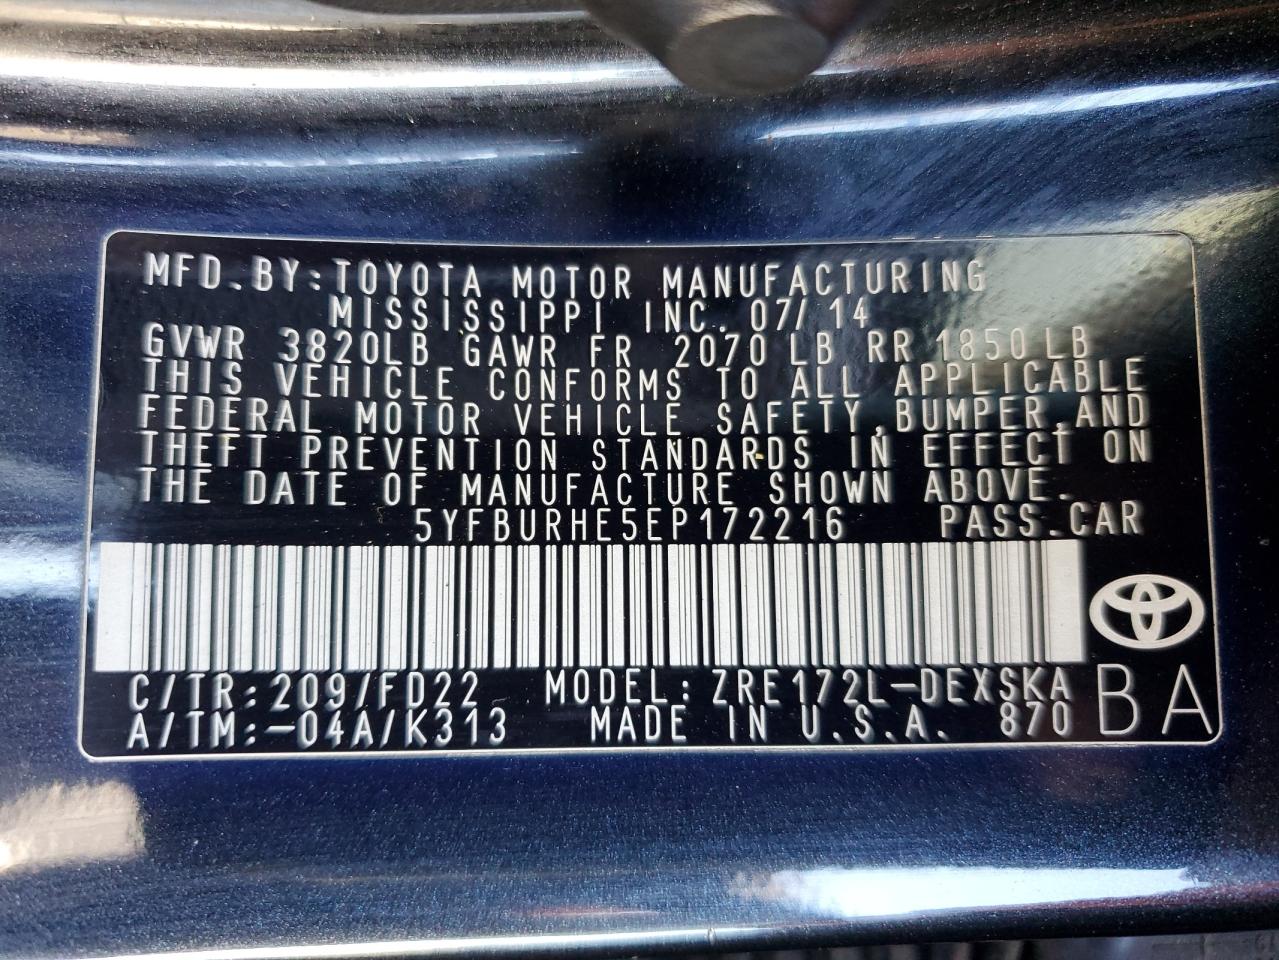 MFD.BY:TOYOTA MOTOR MANUFACTURING
MISSISSIPPI INC. 07/14
GVWR 3820LB GAWR FR 2070 LB RR 1850 LB
THIS VEHICLE CONFORMS TO ALL APPLICABLE
FEDERAL MOTOR VEHICLE SAFETY,BUMPER,AND
THEFT PREVENTION STANDARDS IN EFFECT ON
THE DATE OF MANUFACTURE SHOWN ABOVE.
5YFBURHE5EP172216 PASS.CAR
C/TR:209/FD22 MODEL:ZRE172L-DEXSKA
A/TM:-04A/K313 MADE IN U.S.A. 870
BA